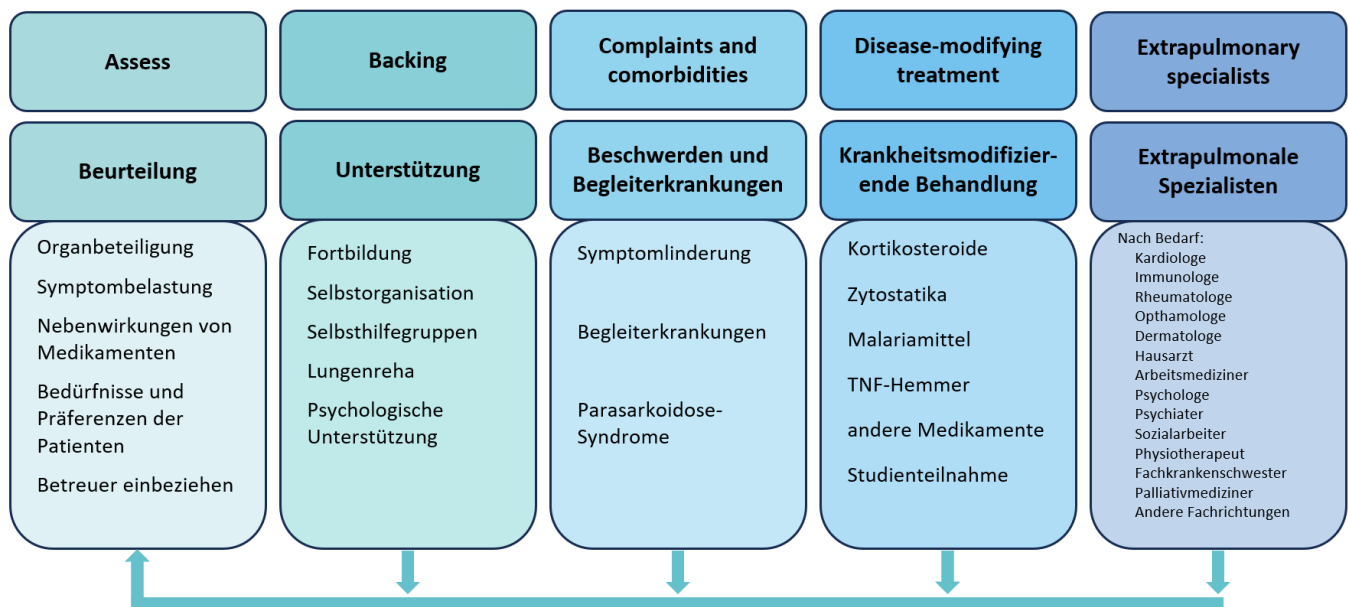 Assess
Backing
Complaints and
comorbidities
Disease-modifying
treatment
Extrapulmonary
specialists
Beurteilung
Unterstützung
Beschwerden und
Begleiterkrankungen
Krankheitsmodifizier-
ende Behandlung
Extrapulmonale
Spezialisten
Organbeteiligung
Symptombelastung
Nebenwirkungen von
Medikamenten
Bedürfnisse und
Präferenzen der
Patienten
Betreuer einbeziehen
Fortbildung
Selbstorganisation
Selbsthilfegruppen
Lungenreha
Psychologische
Unterstützung
Symptomlinderung
Begleiterkrankungen
Parasarkoidose-
Syndrome
Kortikosteroide
Zytostatika
Malariamittel
TNF-Hemmer
andere Medikamente
Studienteilnahme
Nach Bedarf:
Kardiologe
Immunologe
Rheumatologe
Opthamologe
Dermatologe
Hausarzt
Arbeitsmediziner
Psychologe
Psychiater
Sozialarbeiter
Physiotherapeut
Fachkrankenschwester
Palliativmediziner
Andere Fachrichtungen